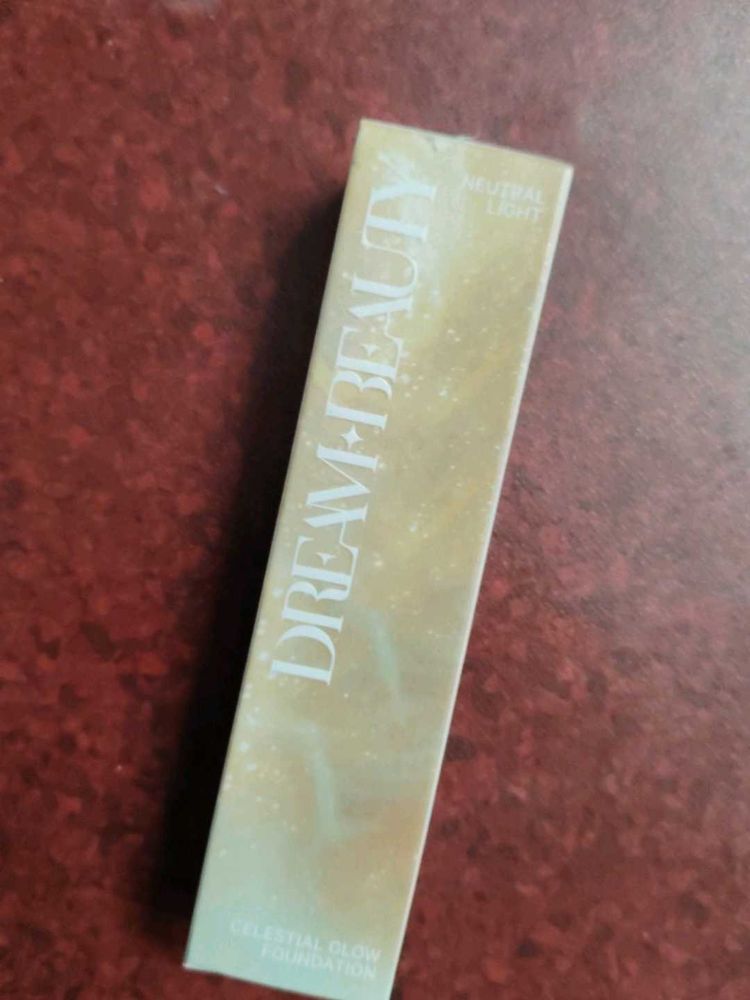 NEUTRAL
LIGHT
DREAM✦BEAUTY
CELESTIAL GLOW
FOUNDATION